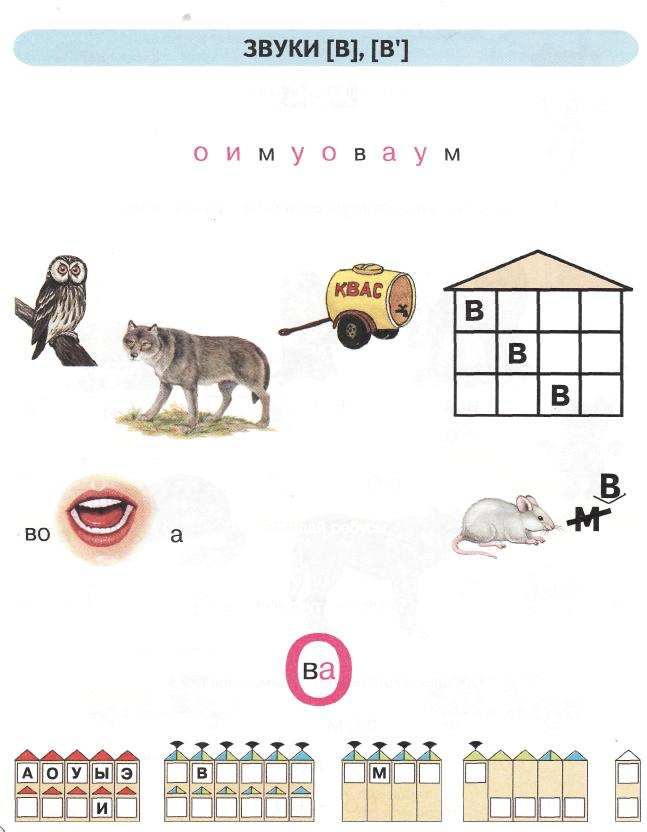 ЗВУКИ [В], [В']
о и м у о в а у м
КВАС
В
В
В
во а
В
М
ва
А О У Ы Э В М
И